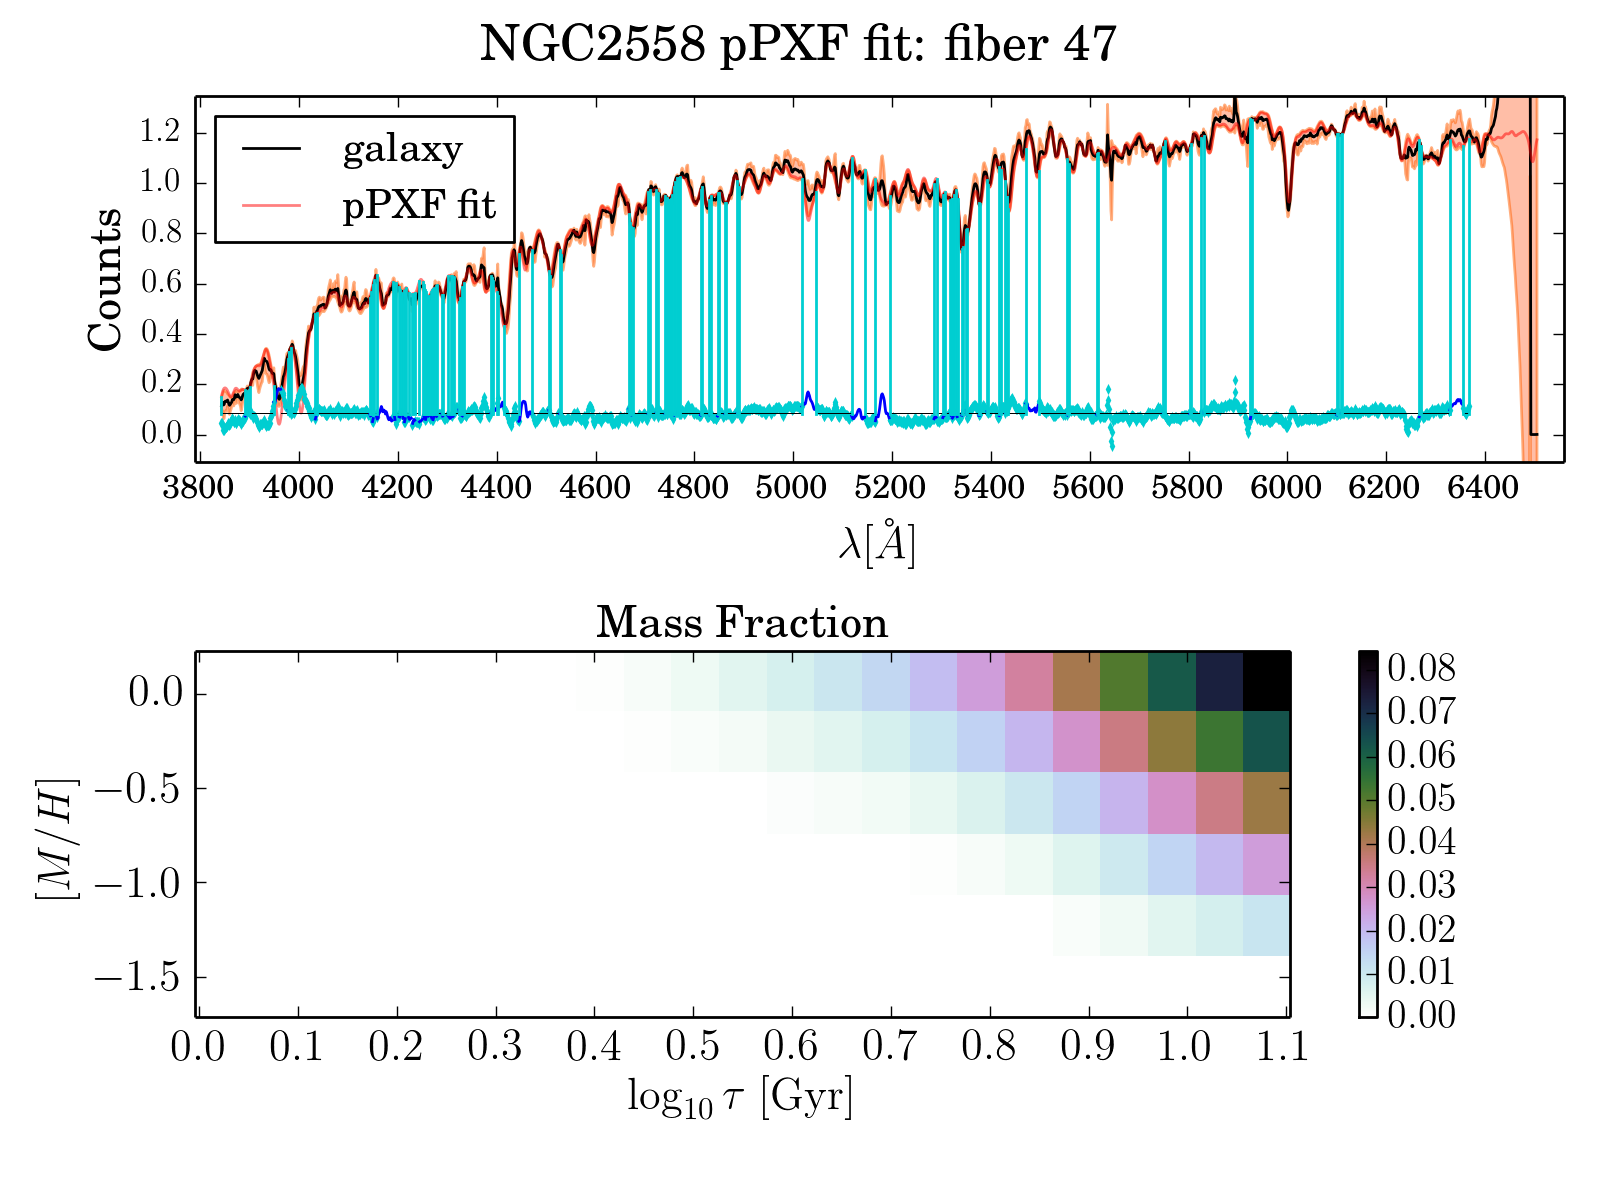 NGC2558 pPXF fit: fiber 47
galaxy
pPXF fit
Counts
1.2
1.0
0.8
0.6
0.4
0.2
0.0
3800 4000 4200 4400 4600 4800 5000 5200 5400 5600 5800 6000 6200 6400
λ[Å]
Mass Fraction
[M/H]
0.0
−0.5
−1.0
−1.5
0.0 0.1 0.2 0.3 0.4 0.5 0.6 0.7 0.8 0.9 1.0 1.1
log₁₀ τ [Gyr]
0.08
0.07
0.06
0.05
0.04
0.03
0.02
0.01
0.00